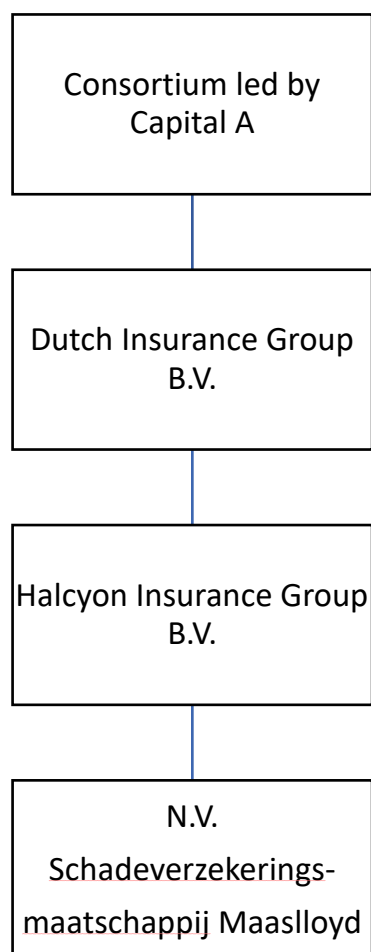 Consortium led by
Capital A
Dutch Insurance Group
B.V.
Halcyon Insurance Group
B.V.
N.V.
Schadeverzekerings-
maatschappij Maaslloyd